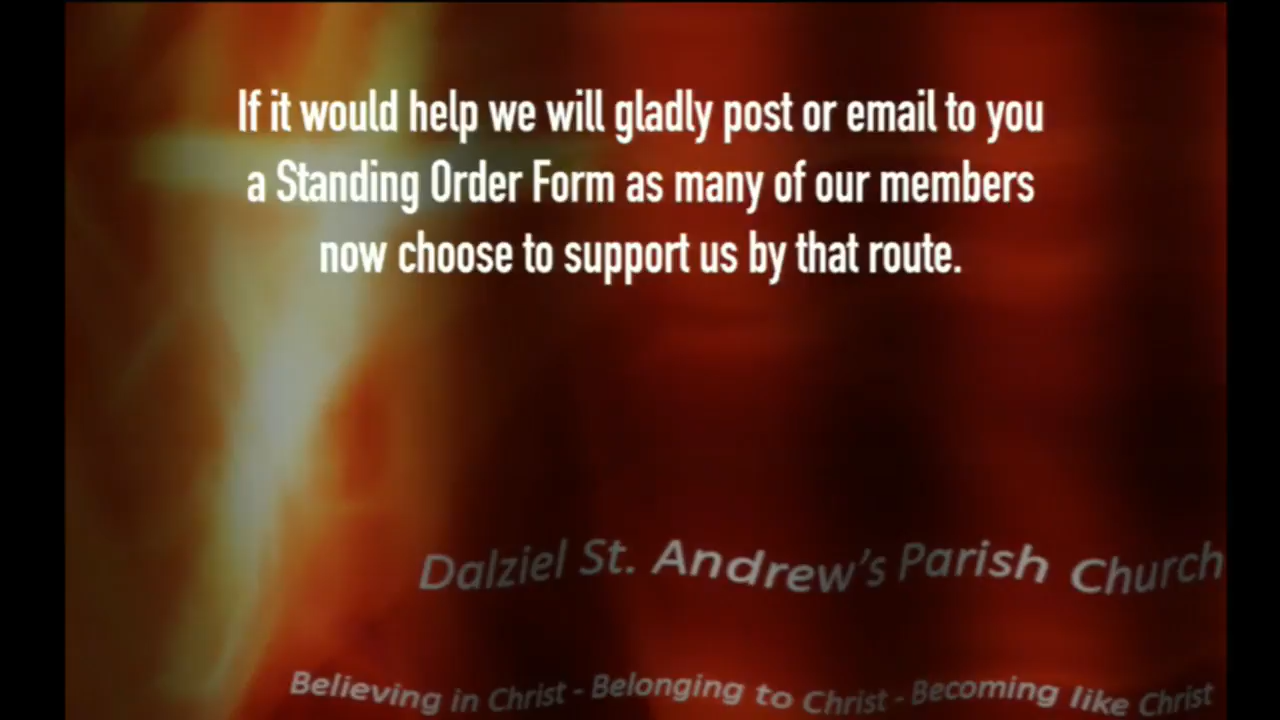 If it would help we will gladly post or email to you
a Standing Order Form as many of our members
now choose to support us by that route.
Dalziel St. Andrew's Parish Church
Believing in Christ - Belonging to Christ - Becoming like Christ